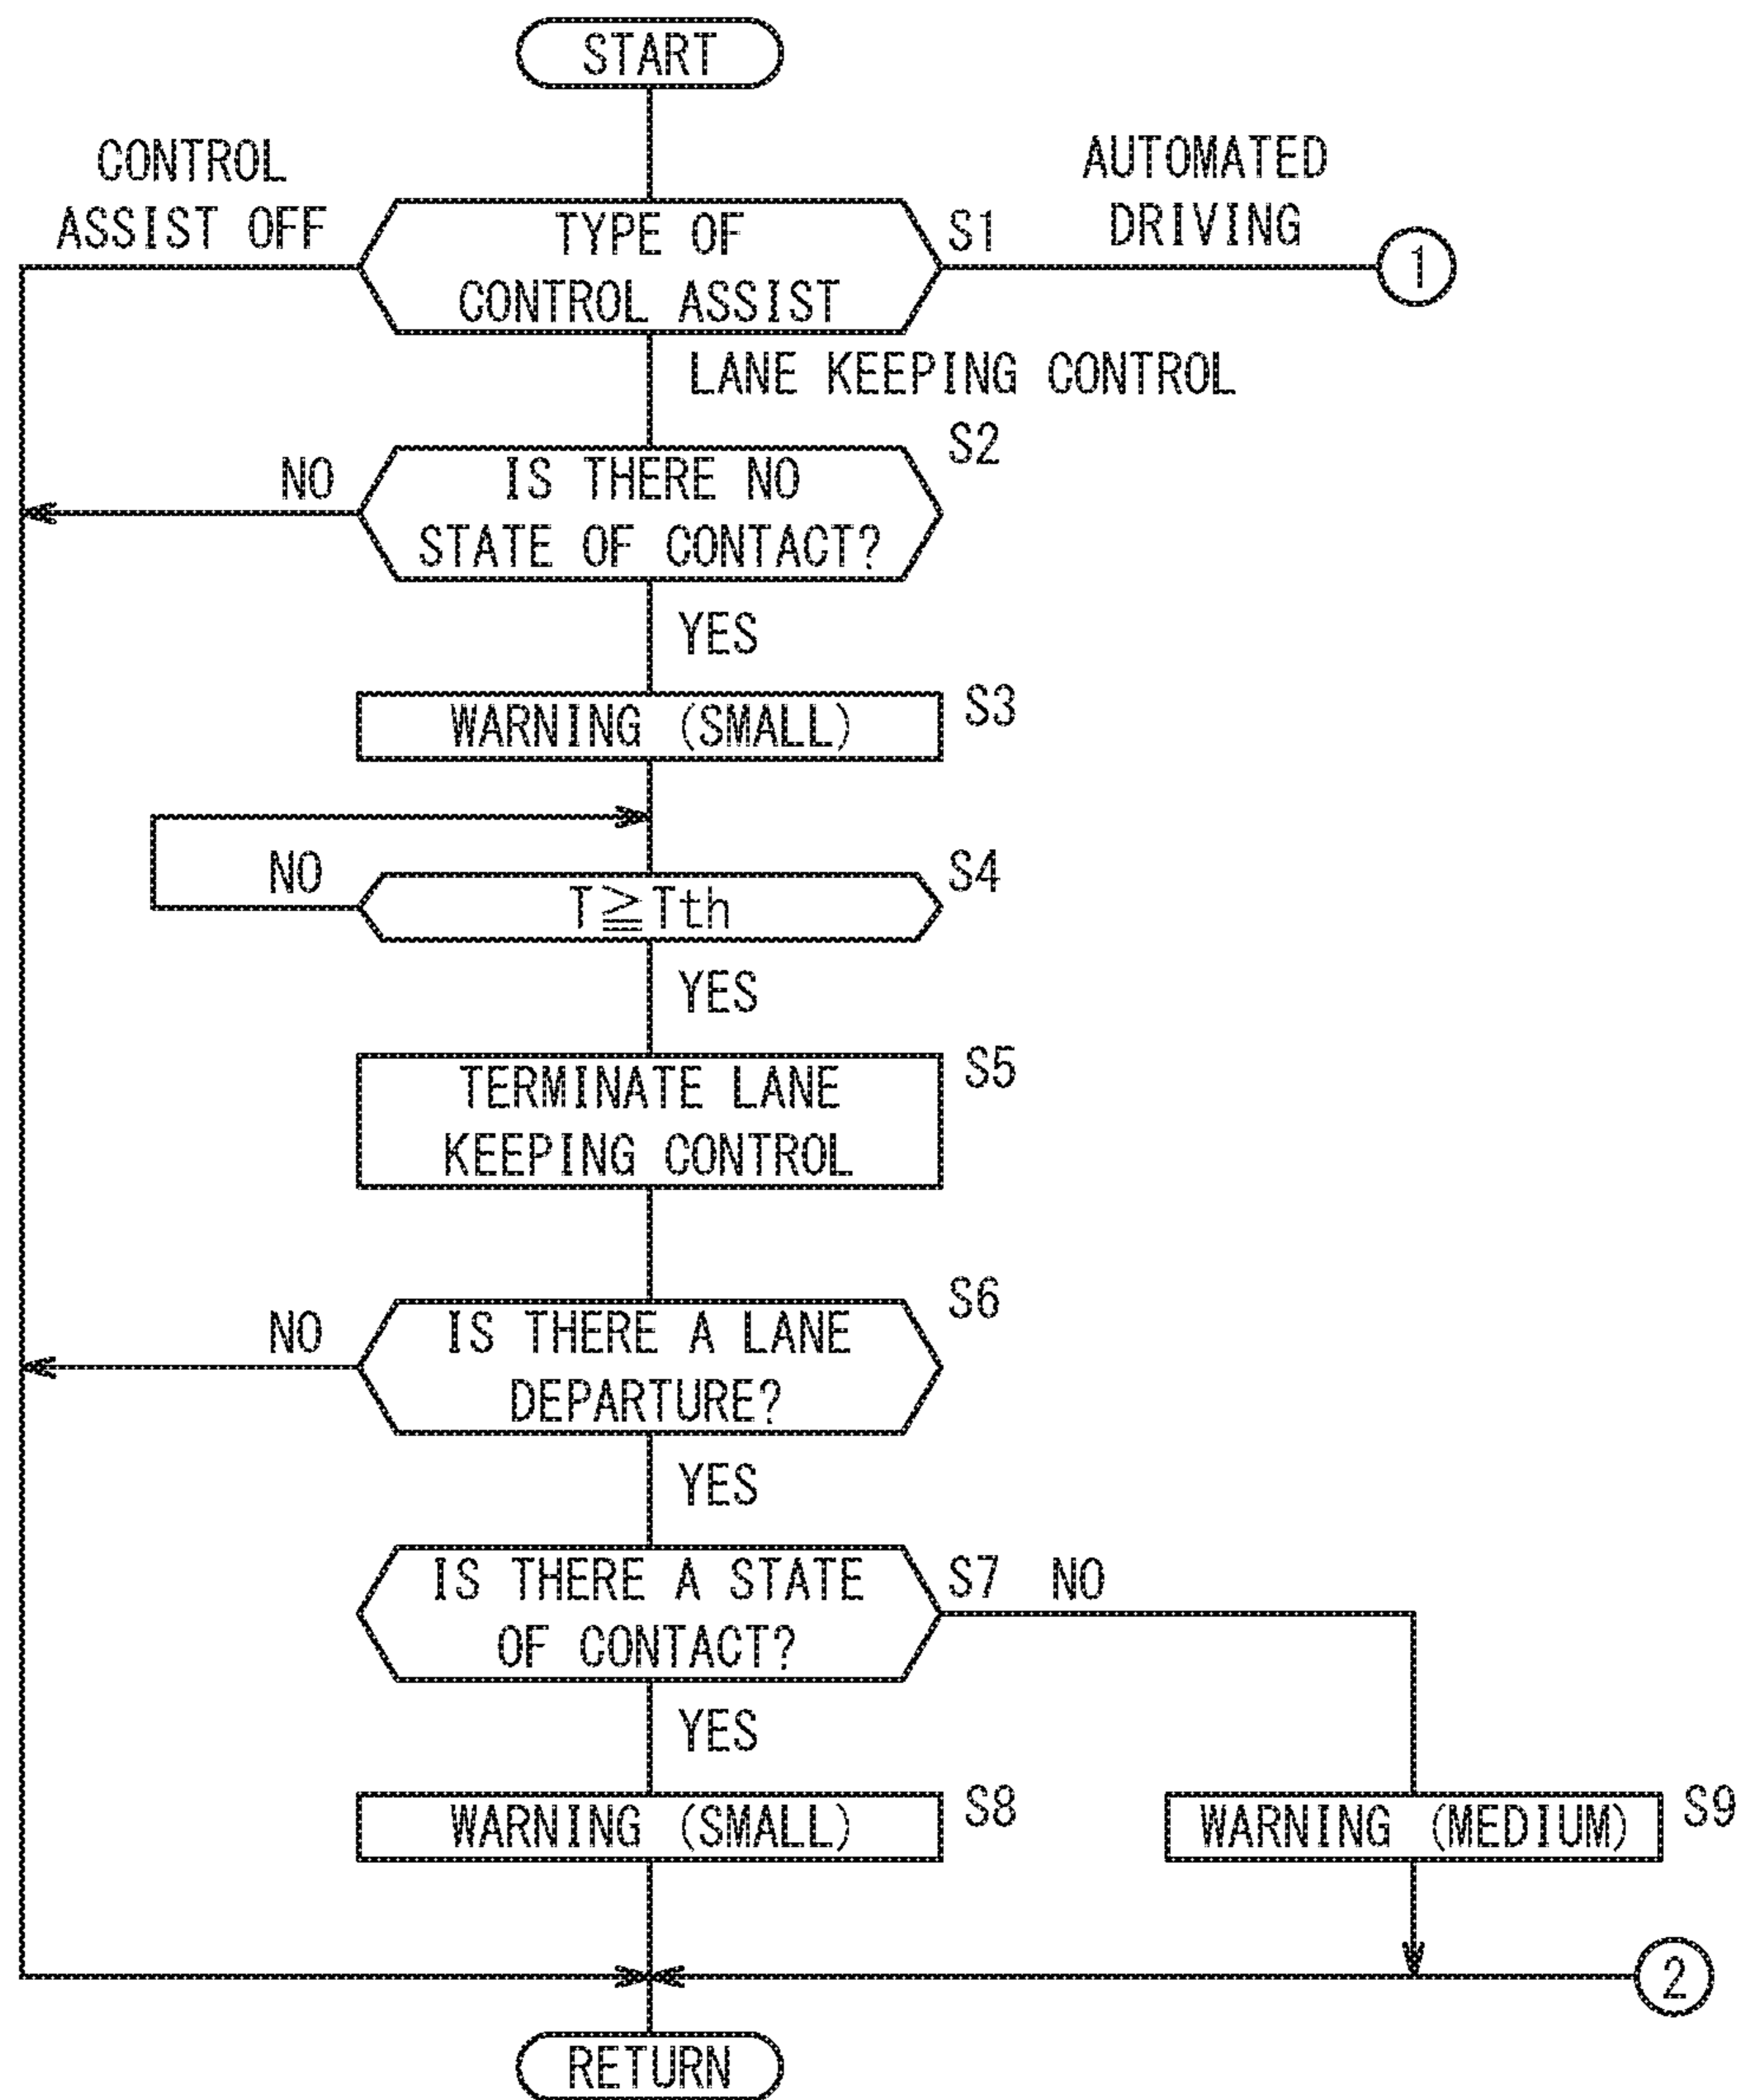 START
CONTROL
ASSIST OFF
AUTOMATED
DRIVING
TYPE OF
CONTROL ASSIST
S1
1
LANE KEEPING CONTROL
S2
NO
IS THERE NO
STATE OF CONTACT?
YES
WARNING (SMALL)
S3
NO
T≧Tth
S4
YES
TERMINATE LANE
KEEPING CONTROL
S5
NO
IS THERE A LANE
DEPARTURE?
S6
YES
IS THERE A STATE
OF CONTACT?
S7 NO
YES
WARNING (SMALL)
S8
WARNING (MEDIUM)
S9
2
RETURN